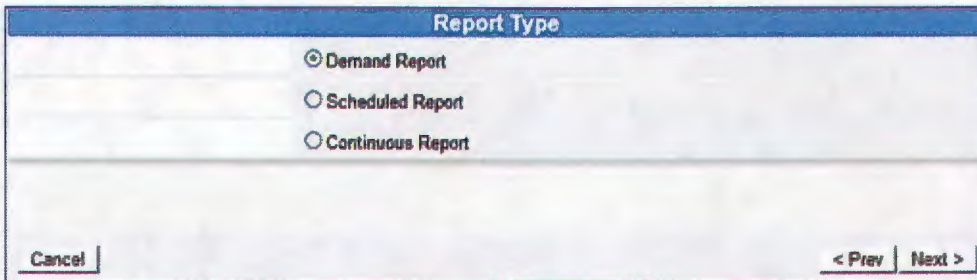 Report Type
Demand Report
Scheduled Report
Continuous Report
Cancel
< Prev
Next >